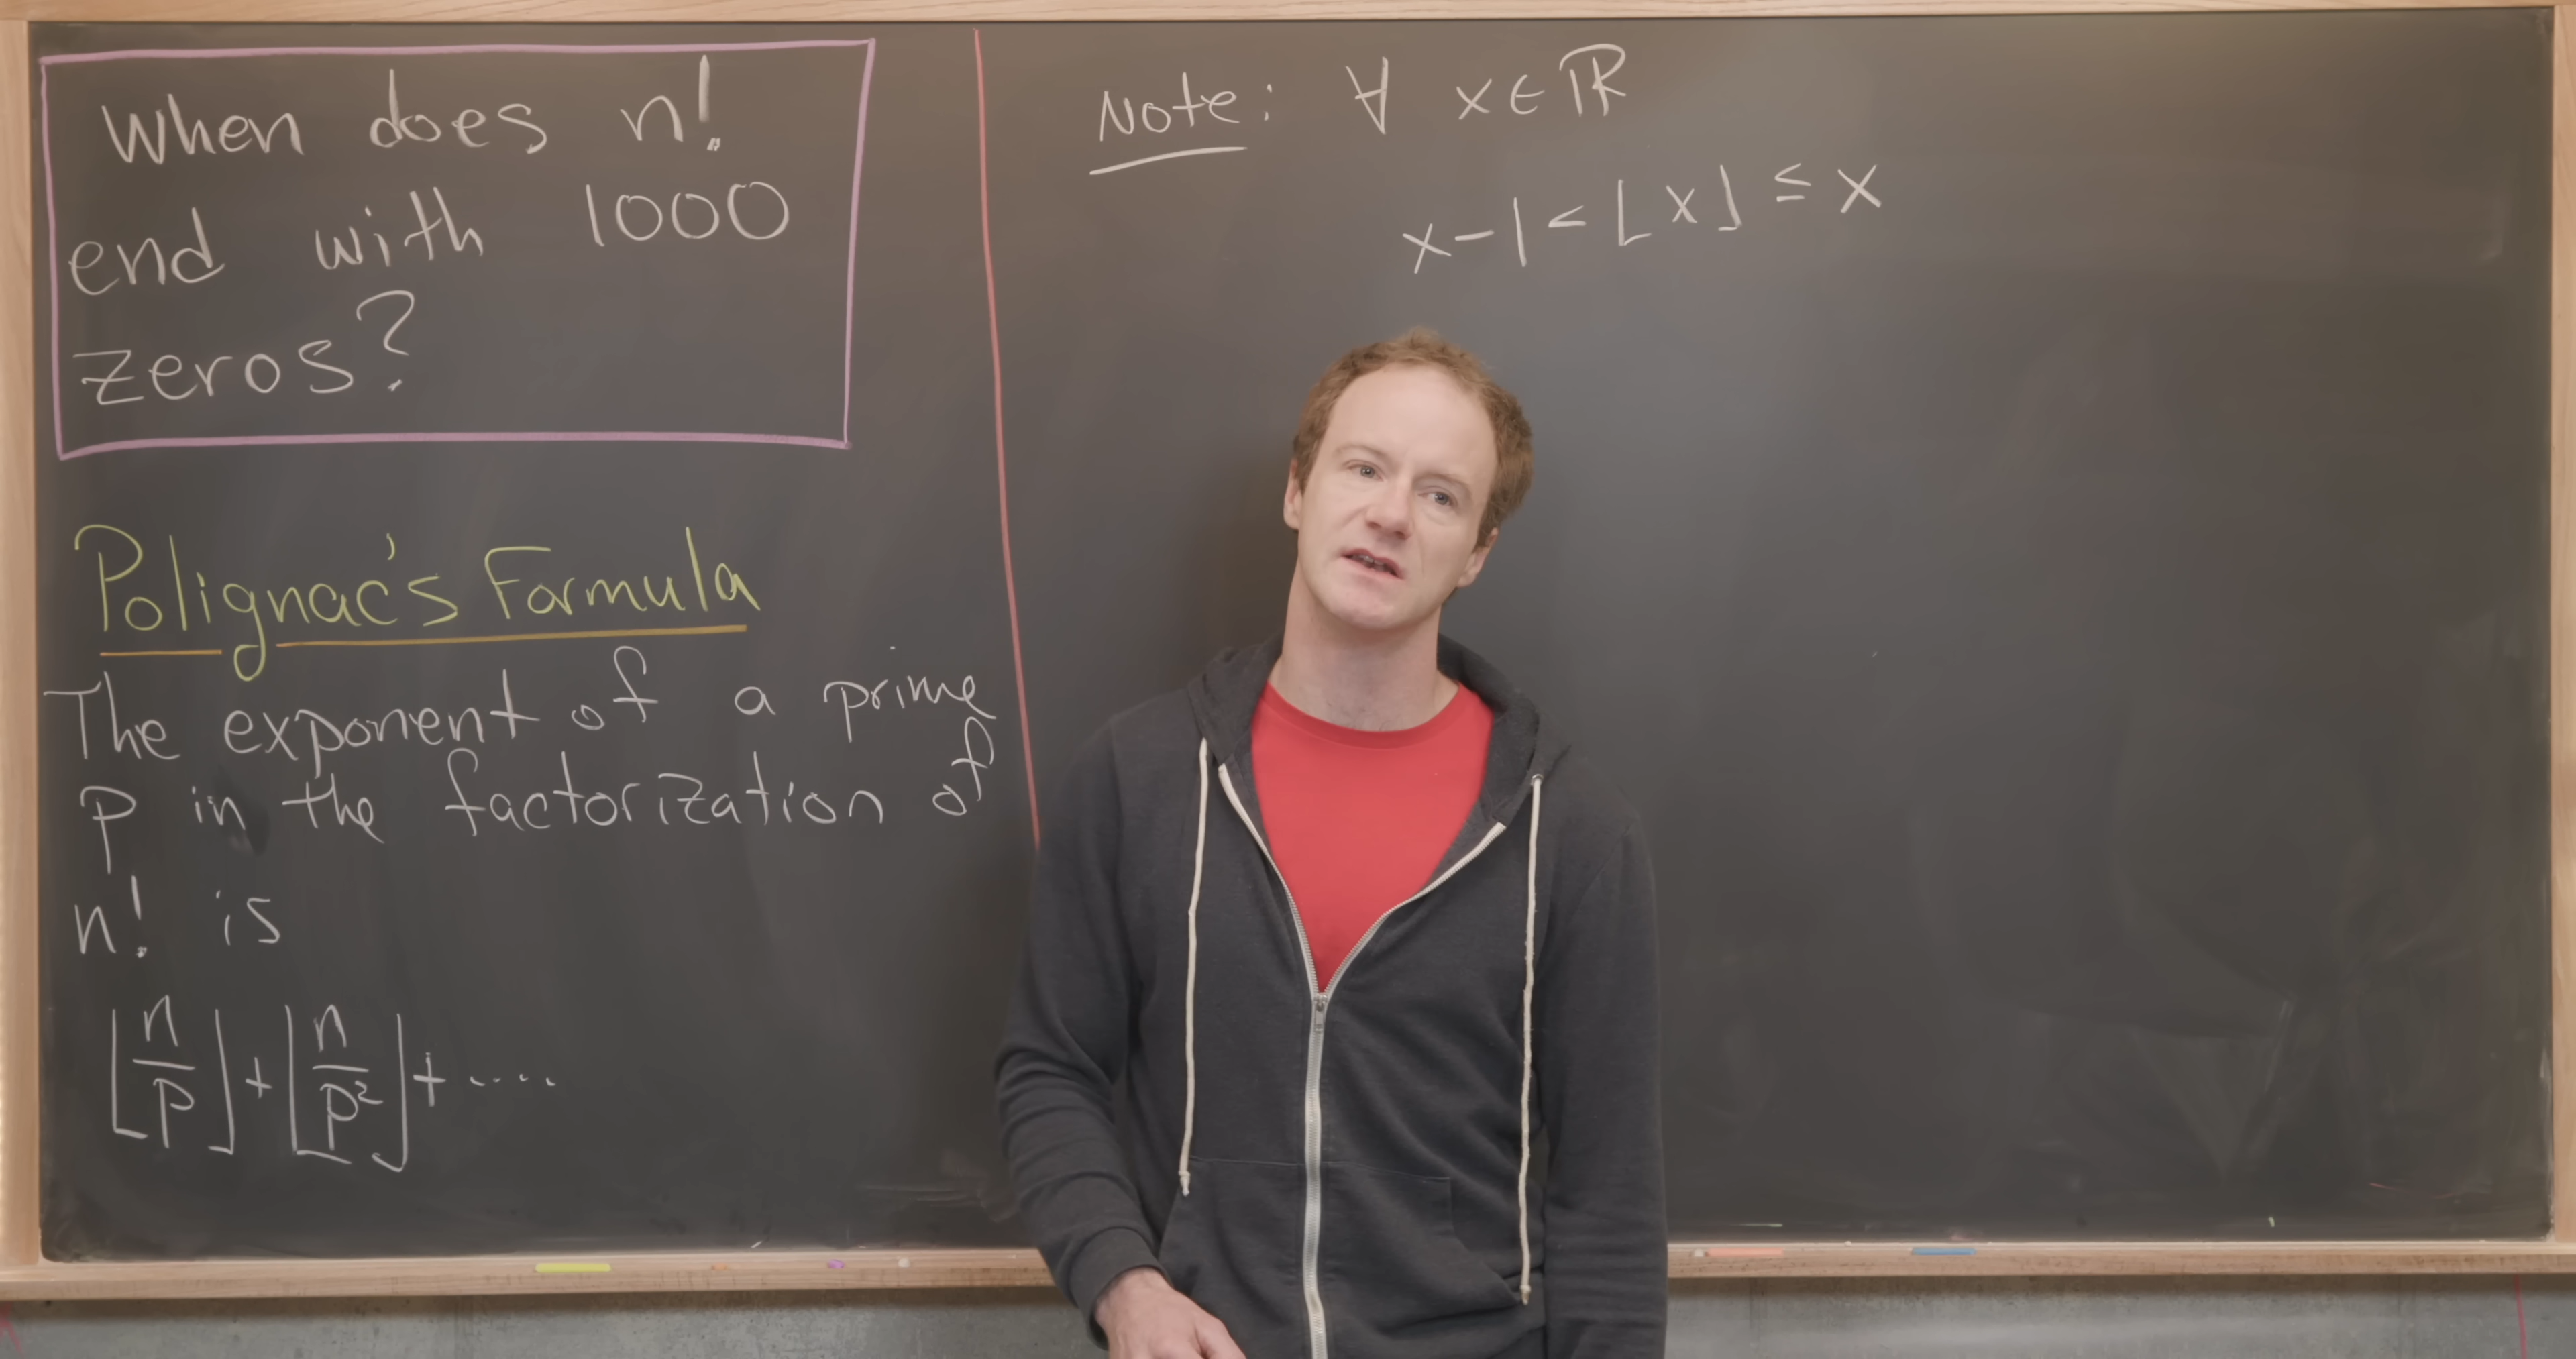 When does n!
end with 1000
zeros?
Polignac's Formula
The exponent of a prime
p in the factorization of
n! is
⌊n/p⌋ + ⌊n/p²⌋ + ....
Note: ∀ x ∈ ℝ
x-1 < ⌊x⌋ ≤ x